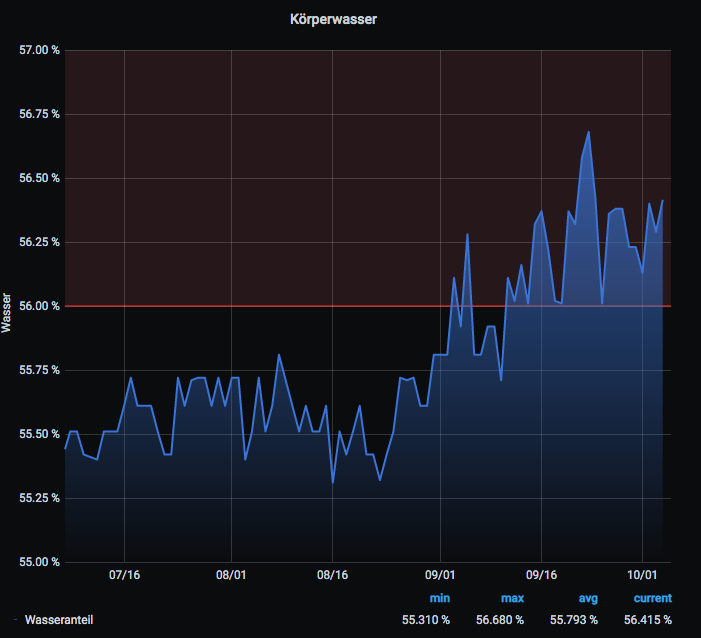 Körperwasser
57.00 %
56.75 %
56.50 %
56.25 %
56.00 %
55.75 %
55.50 %
55.25 %
55.00 %
Wasser
07/16 08/01 08/16 09/01 09/16 10/01
min max avg current
Wasseranteil 55.310 % 56.680 % 55.793 % 56.415 %